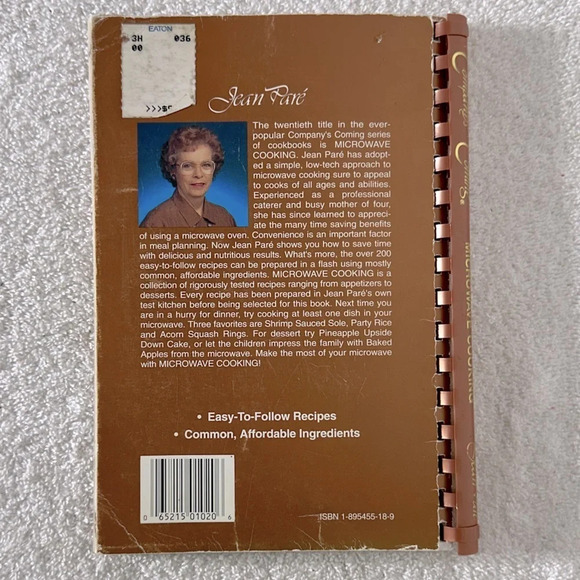 EATON
3H 036
00
>>>$
Jean Paré
The twentieth title in the ever-
popular Company's Coming series
of cookbooks is MICROWAVE
COOKING. Jean Paré has adopt-
ed a simple, low-tech approach to
microwave cooking sure to appeal
to cooks of all ages and abilities.
Experienced as a professional
caterer and busy mother of four,
she has since learned to appreci-
ate the many time saving benefits
of using a microwave oven. Convenience is an important factor
in meal planning. Now Jean Paré shows you how to save time
with delicious and nutritious results. What's more, the over 200
easy-to-follow recipes can be prepared in a flash using mostly
common, affordable ingredients. MICROWAVE COOKING is a
collection of rigorously tested recipes ranging from appetizers to
desserts. Every recipe has been prepared in Jean Paré's own
test kitchen before being selected for this book. Next time you
are in a hurry for dinner, try cooking at least one dish in your
microwave. Three favorites are Shrimp Sauced Sole, Party Rice
and Acorn Squash Rings. For dessert try Pineapple Upside
Down Cake, or let the children impress the family with Baked
Apples from the microwave. Make the most of your microwave
with MICROWAVE COOKING!
• Easy-To-Follow Recipes
• Common, Affordable Ingredients
0 65215 01020 6
ISBN 1-895455-18-9
Company's Coming
MICROWAVE COOKING